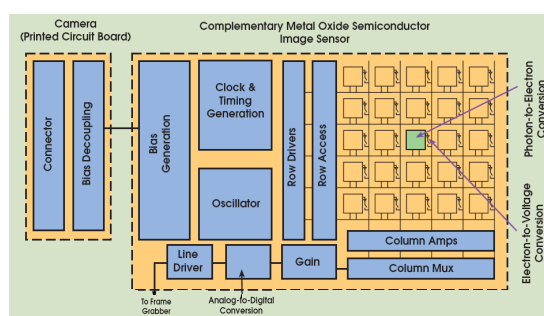 Camera
(Printed Circuit Board)
Complementary Metal Oxide Semiconductor
Image Sensor
Connector
Bias Decoupling
Bias
Generation
Clock &
Timing
Generation
Oscillator
Row Drivers
Row Access
Photon-to-Electron
Conversion
Electron-to-Voltage
Conversion
Column Amps
Column Mux
Line
Driver
Gain
To Frame
Grabber
Analog-to-Digital
Conversion